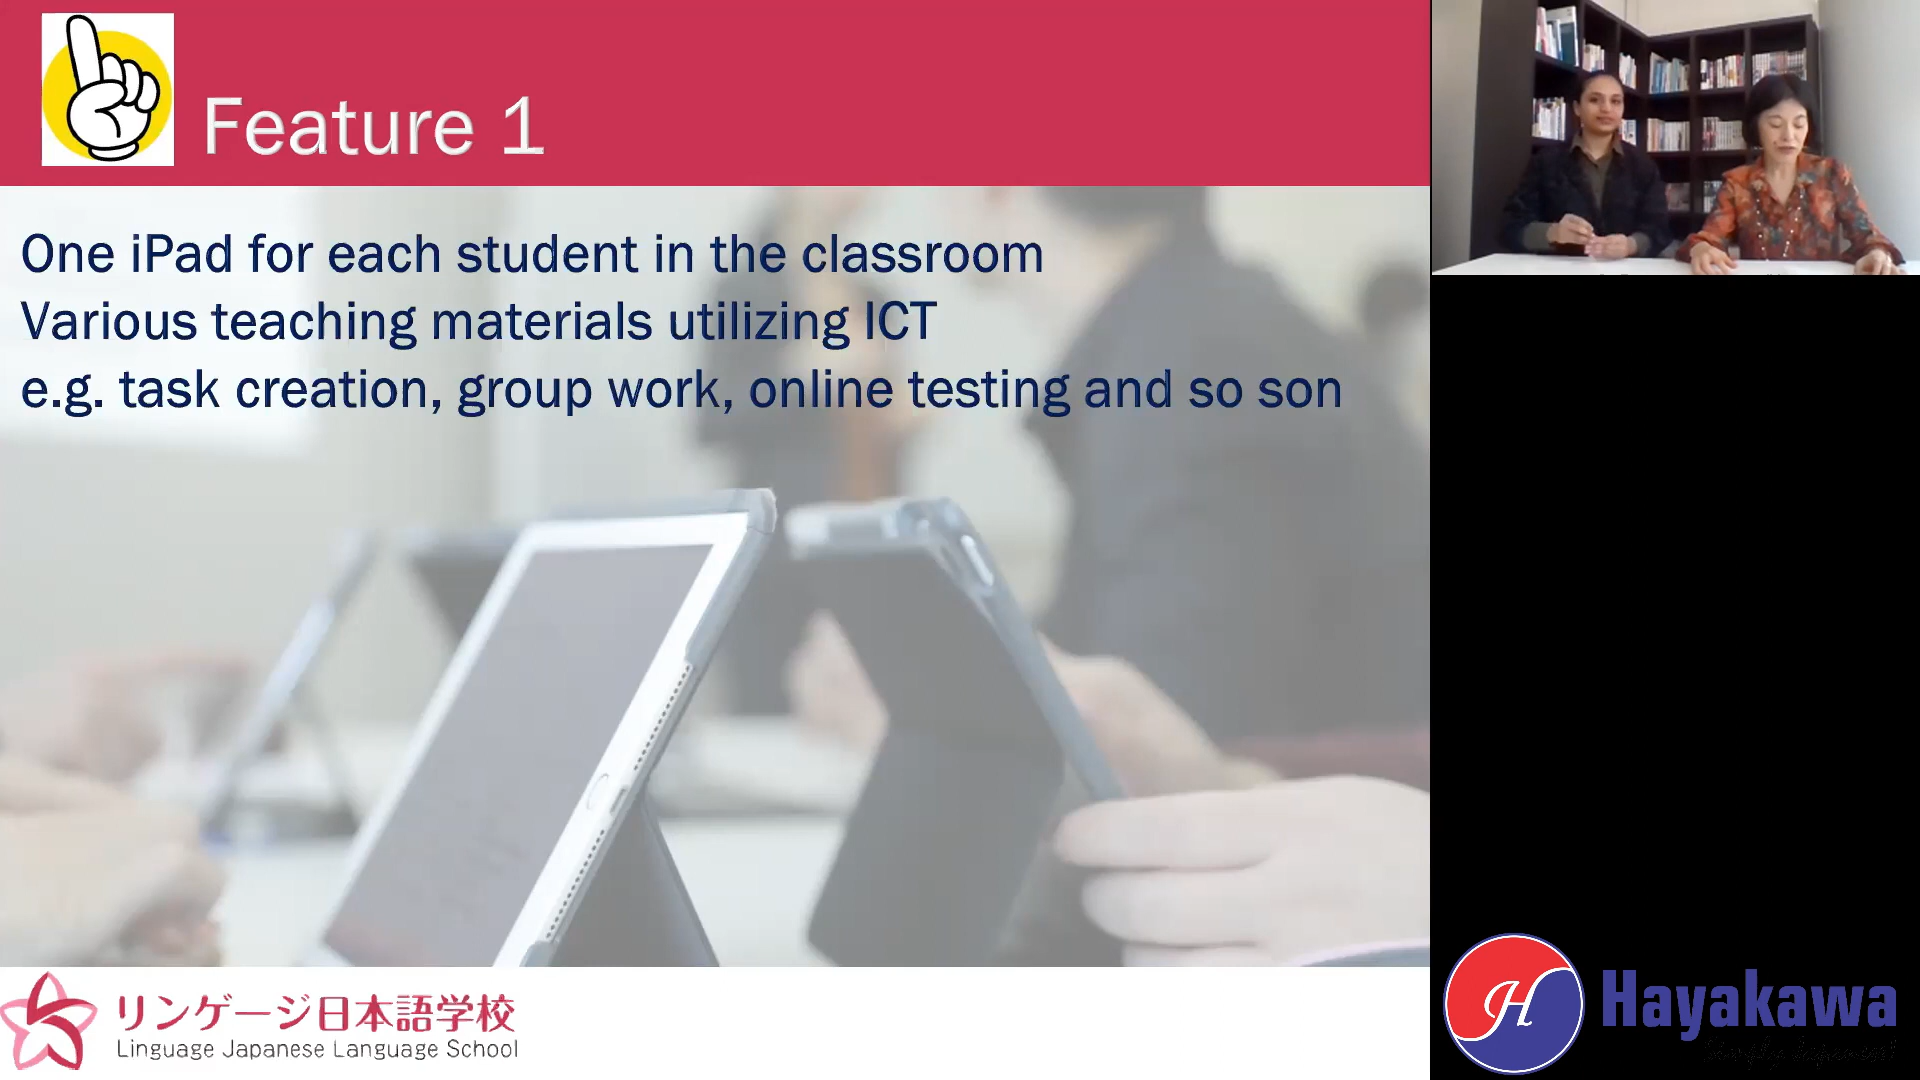 Feature 1
One iPad for each student in the classroom
Various teaching materials utilizing ICT
e.g. task creation, group work, online testing and so son
リンゲージ日本語学校
Linguage Japanese Language School
H
Hayakawa